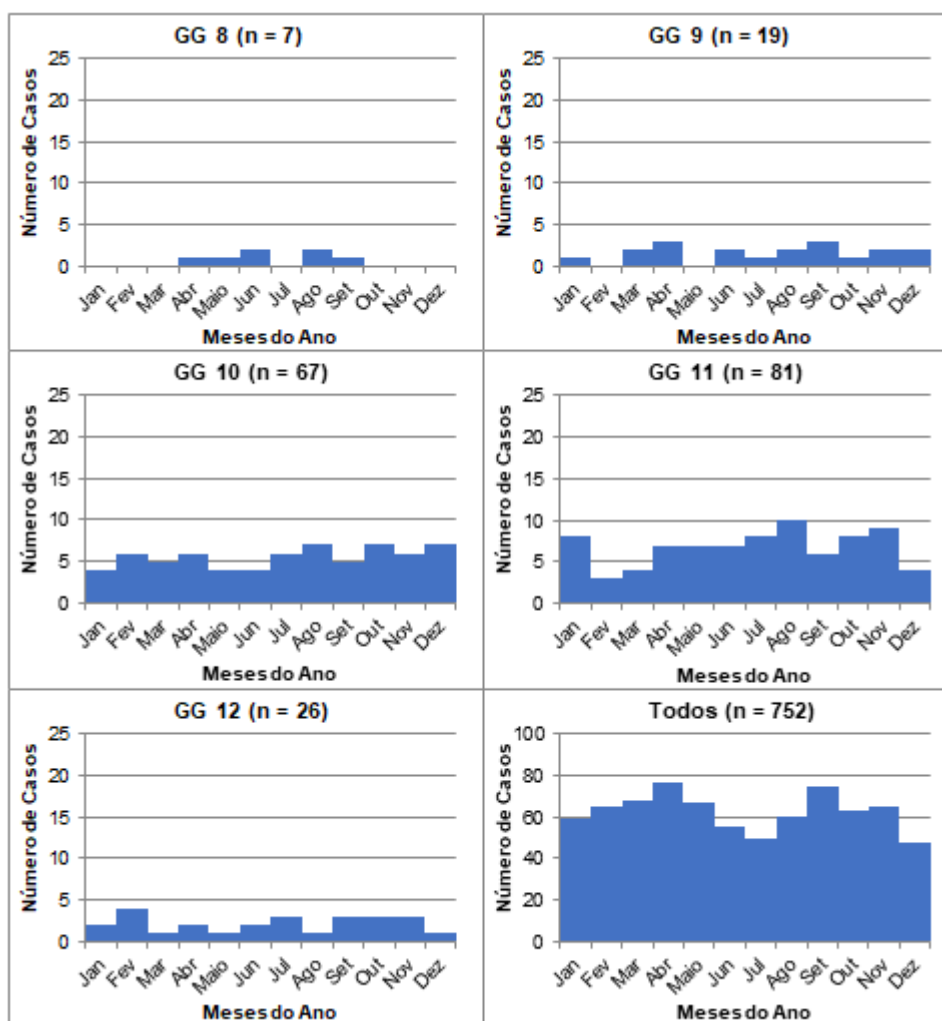 GG 8 (n = 7)
Número de Casos
25
20
15
10
5
0
Jan Fev Mar Abr Maio Jun Jul Ago Set Out Nov Dez
Meses do Ano
GG 9 (n = 19)
Número de Casos
25
20
15
10
5
0
Jan Fev Mar Abr Maio Jun Jul Ago Set Out Nov Dez
Meses do Ano
GG 10 (n = 67)
Número de Casos
25
20
15
10
5
0
Jan Fev Mar Abr Maio Jun Jul Ago Set Out Nov Dez
Meses do Ano
GG 11 (n = 81)
Número de Casos
25
20
15
10
5
0
Jan Fev Mar Abr Maio Jun Jul Ago Set Out Nov Dez
Meses do Ano
GG 12 (n = 26)
Número de Casos
25
20
15
10
5
0
Jan Fev Mar Abr Maio Jun Jul Ago Set Out Nov Dez
Meses do Ano
Todos (n = 752)
Número de Casos
100
80
60
40
20
0
Jan Fev Mar Abr Maio Jun Jul Ago Set Out Nov Dez
Meses do Ano